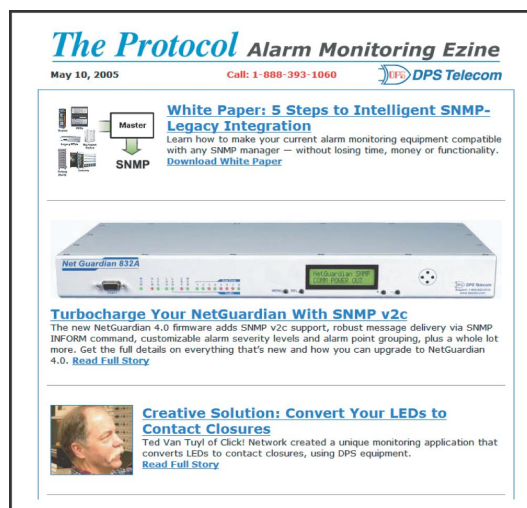 The Protocol Alarm Monitoring Ezine
May 10, 2005 Call: 1-888-393-1060 DPS DPS Telecom
Master
SNMP
White Paper: 5 Steps to Intelligent SNMP-
Legacy Integration
Learn how to make your current alarm monitoring equipment compatible
with any SNMP manager — without losing time, money or functionality.
Download White Paper
Net Guardian 832A
NetGuardian SNMP
COMM POWER OUT
DPS Telecom
Turbocharge Your NetGuardian With SNMP v2c
The new NetGuardian 4.0 firmware adds SNMP v2c support, robust message delivery via SNMP
INFORM command, customizable alarm severity levels and alarm point grouping, plus a whole lot
more. Get the full details on everything that's new and how you can upgrade to NetGuardian
4.0. Read Full Story
Creative Solution: Convert Your LEDs to
Contact Closures
Ted Van Tuyl of Click! Network created a unique monitoring application that
converts LEDs to contact closures, using DPS equipment.
Read Full Story